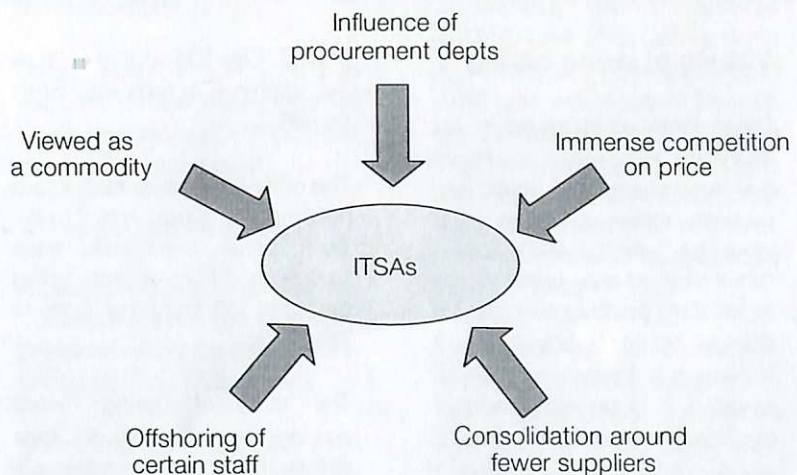 Influence of
procurement depts
Viewed as
a commodity
Immense competition
on price
ITSAs
Offshoring of
certain staff
Consolidation around
fewer suppliers